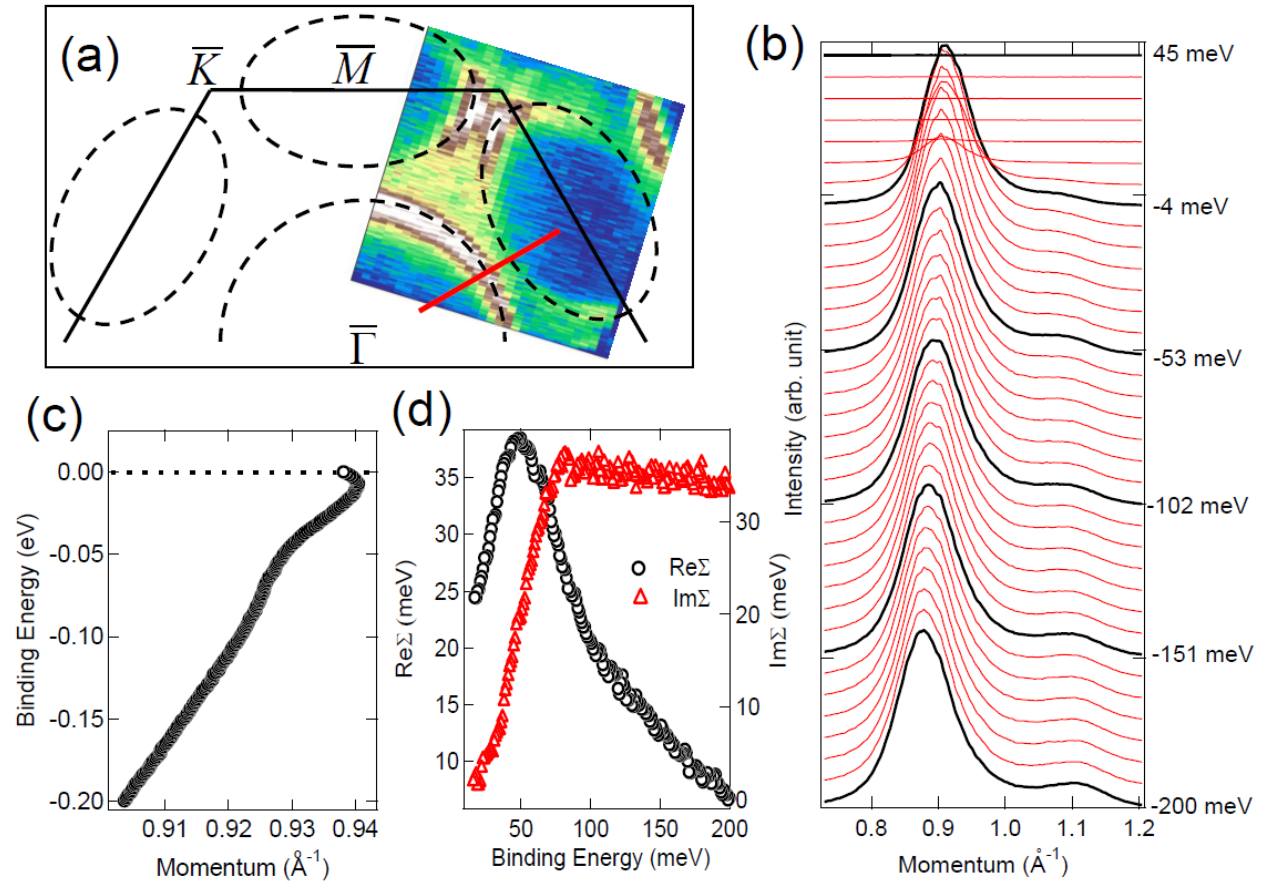 (a)
K̅
M̅
Γ̅
(b)
45 meV
-4 meV
-53 meV
-102 meV
-151 meV
-200 meV
Intensity (arb. unit)
0.8 0.9 1.0 1.1 1.2
Momentum (Å⁻¹)
(c)
0.00
-0.05
-0.10
-0.15
-0.20
Binding Energy (eV)
0.91 0.92 0.93 0.94
Momentum (Å⁻¹)
(d)
35
30
25
20
15
10
ReΣ (meV)
ReΣ
ImΣ
30
20
10
0
ImΣ (meV)
50 100 150 200
Binding Energy (meV)